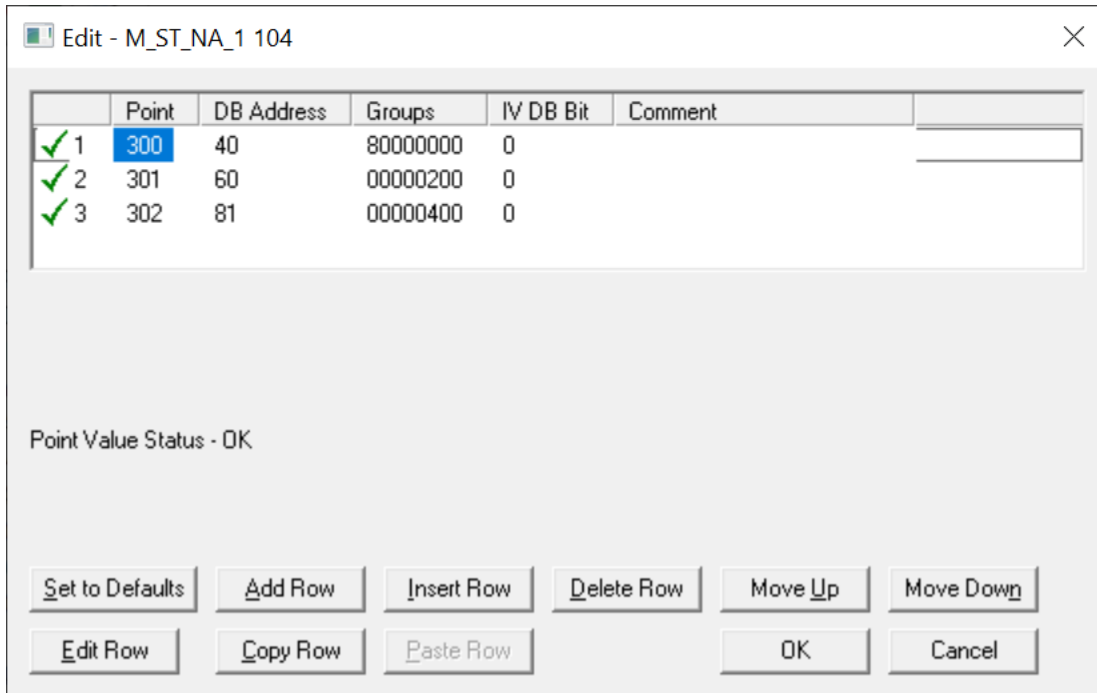 Edit - M_ST_NA_1 104
Point DB Address Groups IV DB Bit Comment
1 300 40 80000000 0
2 301 60 00000200 0
3 302 81 00000400 0
Point Value Status - OK
Set to Defaults Add Row Insert Row Delete Row Move Up Move Down
Edit Row Copy Row Paste Row OK Cancel